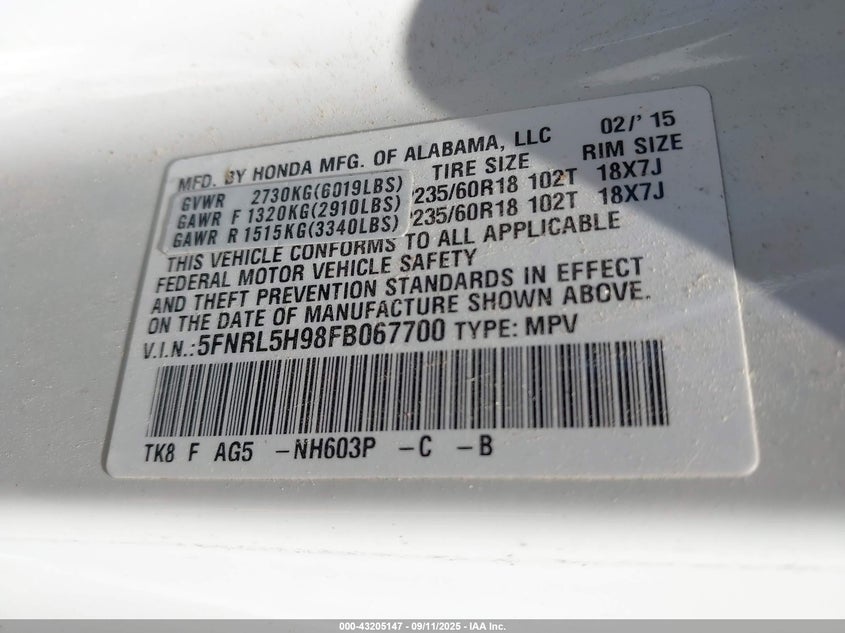 MFD. BY HONDA MFG. OF ALABAMA, LLC 02/' 15
TIRE SIZE RIM SIZE
GVWR 2730KG(6019LBS)
GAWR F 1320KG(2910LBS) P235/60R18 102T 18X7J
GAWR R 1515KG(3340LBS) P235/60R18 102T 18X7J
THIS VEHICLE CONFORMS TO ALL APPLICABLE
FEDERAL MOTOR VEHICLE SAFETY
AND THEFT PREVENTION STANDARDS IN EFFECT
ON THE DATE OF MANUFACTURE SHOWN ABOVE.
V.I.N.:5FNRL5H98FB067700 TYPE: MPV
TK8 F AG5 -NH603P -C -B
000-43205147 - 09/11/2025 - IAA Inc.